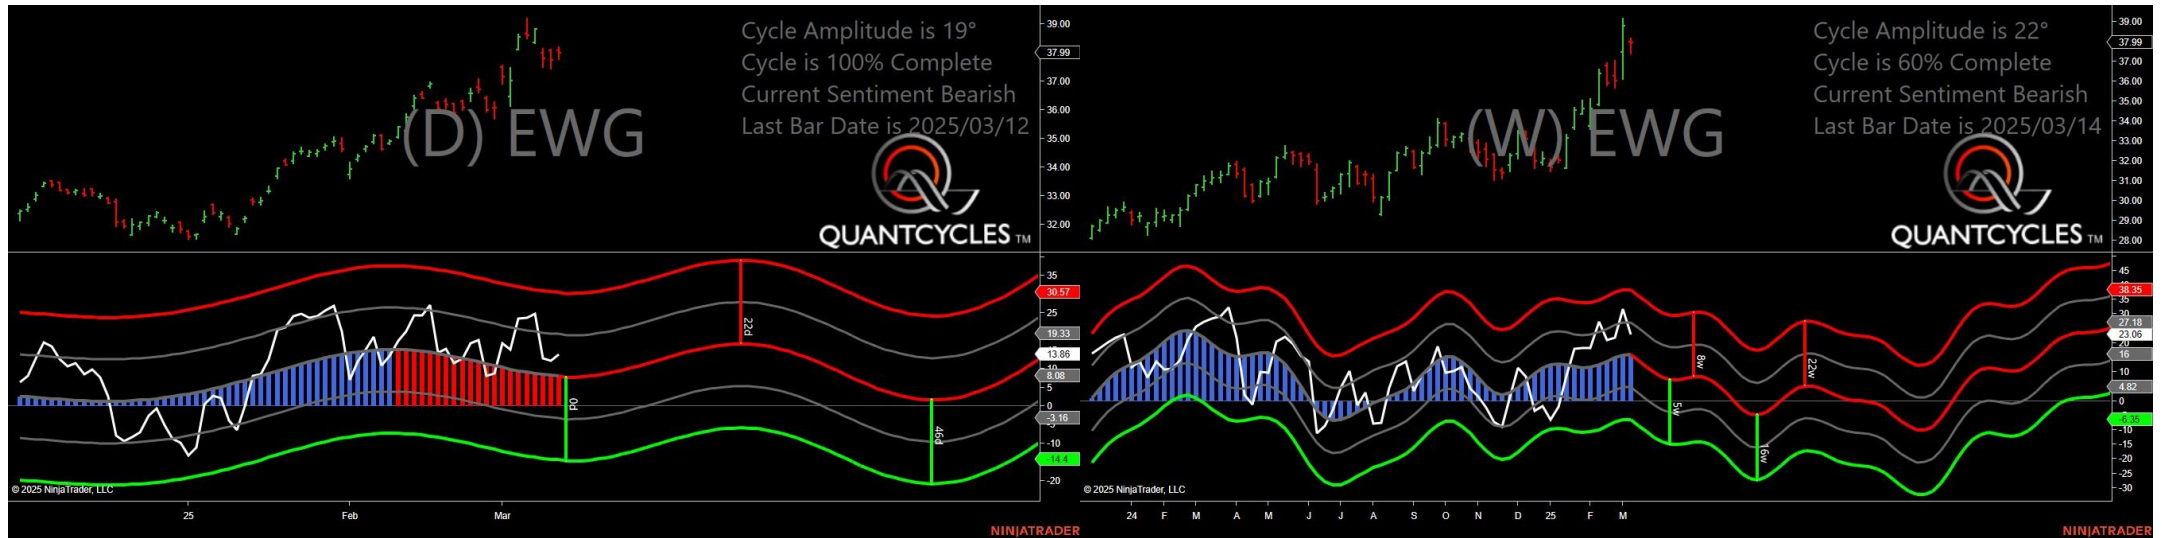 Cycle Amplitude is 19°
Cycle is 100% Complete
Current Sentiment Bearish
Last Bar Date is 2025/03/12
(D) EWG
QUANTCYCLES TM
39.00
37.99
37.00
36.00
35.00
34.00
33.00
32.00
35
30.57
25
19.33
13.86
10
8.08
5
0
-3.16
-10
-14.4
-20
22d
0d
46d
© 2025 NinjaTrader, LLC
25 Feb Mar
NINJATRADER
Cycle Amplitude is 22°
Cycle is 60% Complete
Current Sentiment Bearish
Last Bar Date is 2025/03/14
(W) EWG
QUANTCYCLES TM
39.00
37.99
37.00
36.00
35.00
34.00
33.00
32.00
31.00
30.00
29.00
28.00
45
38.35
35
30
27.18
23.06
20
16
10
4.82
0
-6.35
-10
-15
-20
-25
-30
8w
22w
5w
16w
© 2025 NinjaTrader, LLC
24 F M A M J J A S O N D 25 F M
NINJATRADER